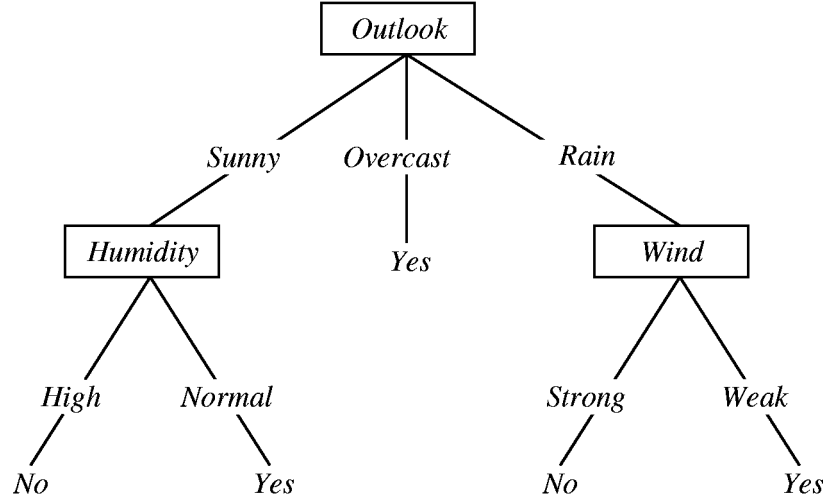 Outlook
Sunny Overcast Rain
Humidity Yes Wind
High Normal Strong Weak
No Yes No Yes